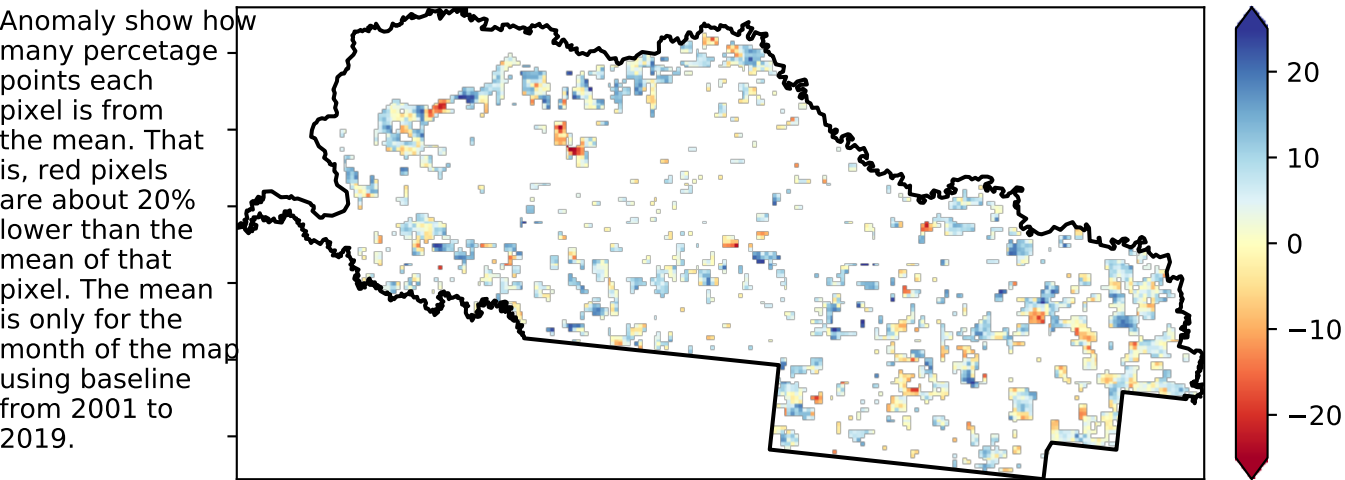 Anomaly show how
many percetage
points each
pixel is from
the mean. That
is, red pixels
are about 20%
lower than the
mean of that
pixel. The mean
is only for the
month of the map
using baseline
from 2001 to
2019.
20
10
0
−10
−20